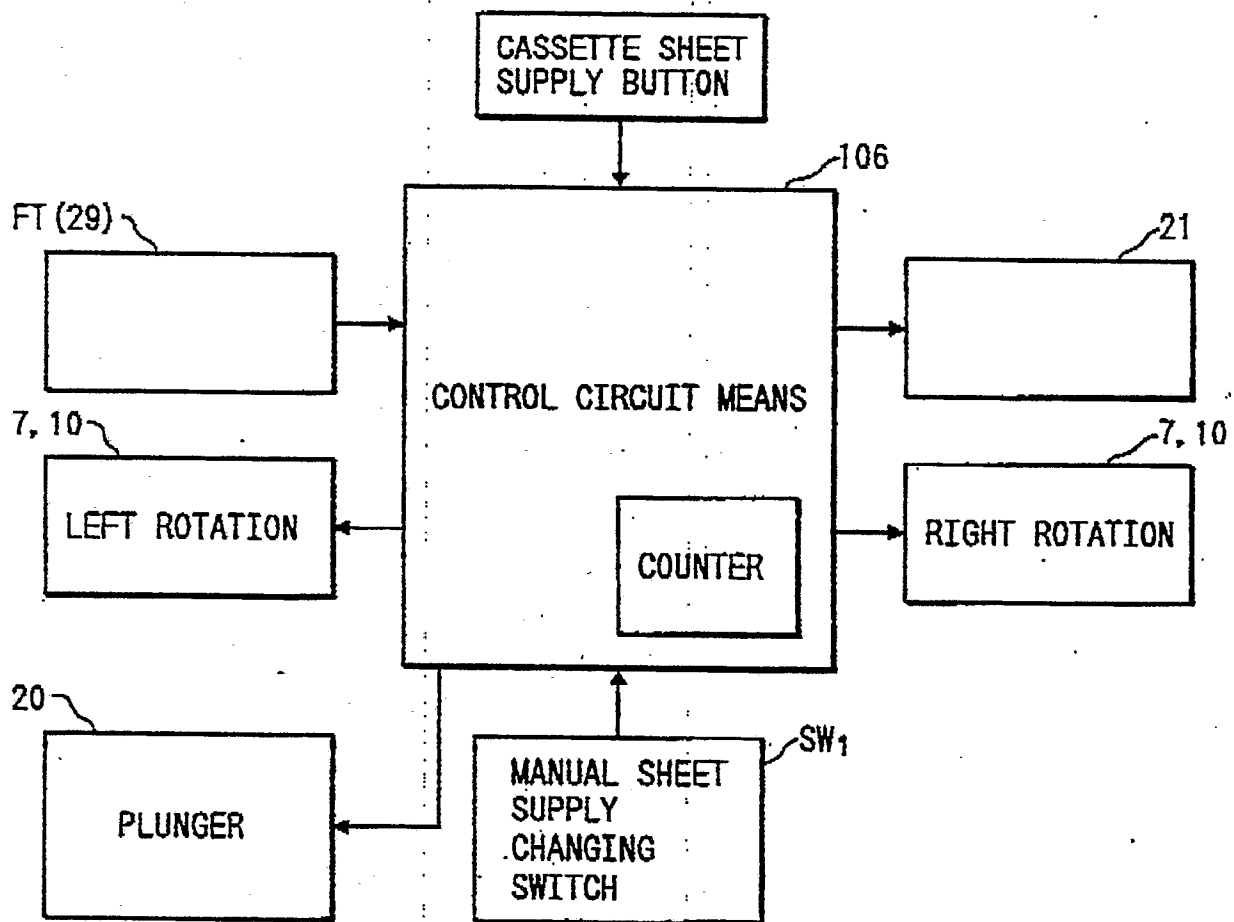 CASSETTE SHEET
SUPPLY BUTTON
106
FT(29)
21
CONTROL CIRCUIT MEANS
7, 10
LEFT ROTATION
7, 10
RIGHT ROTATION
COUNTER
20
PLUNGER
SW₁
MANUAL SHEET
SUPPLY
CHANGING
SWITCH